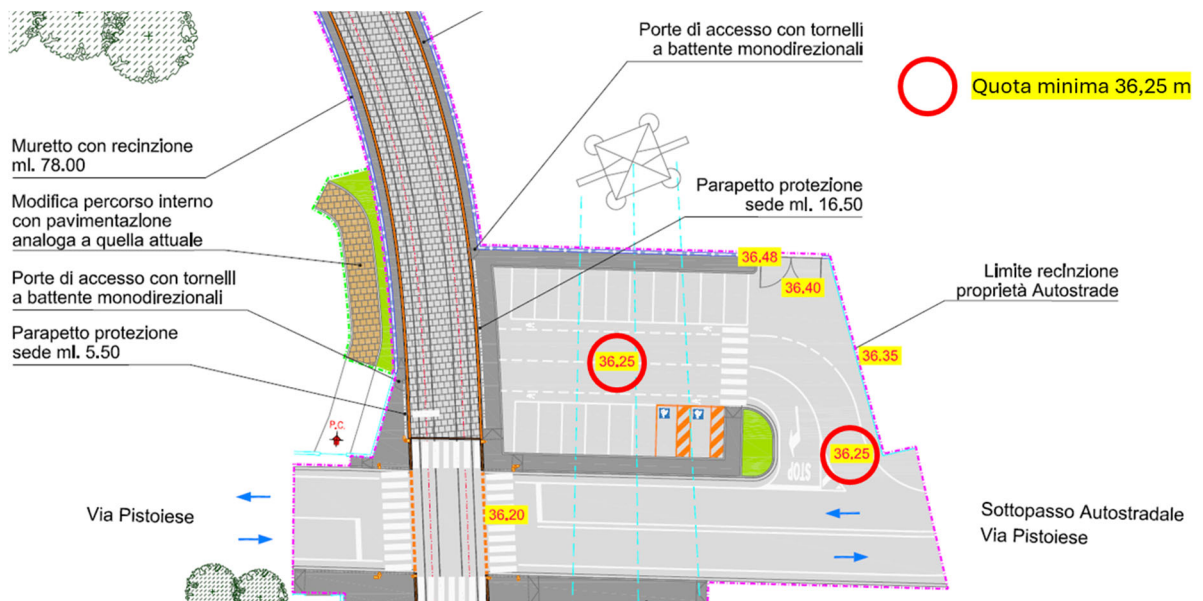 Porte di accesso con tornelli
a battente monodirezionali
Quota minima 36,25 m
Muretto con recinzione
ml. 78.00
Modifica percorso interno
con pavimentazione
analoga a quella attuale
Porte di accesso con tornelli
a battente monodirezionali
Parapetto protezione
sede ml. 5.50
Parapetto protezione
sede ml. 16.50
36,48
36,40
Limite recinzione
proprietà Autostrade
36.35
36,25
P.C.
STOP
36,25
Via Pistoiese
36,20
Sottopasso Autostradale
Via Pistoiese